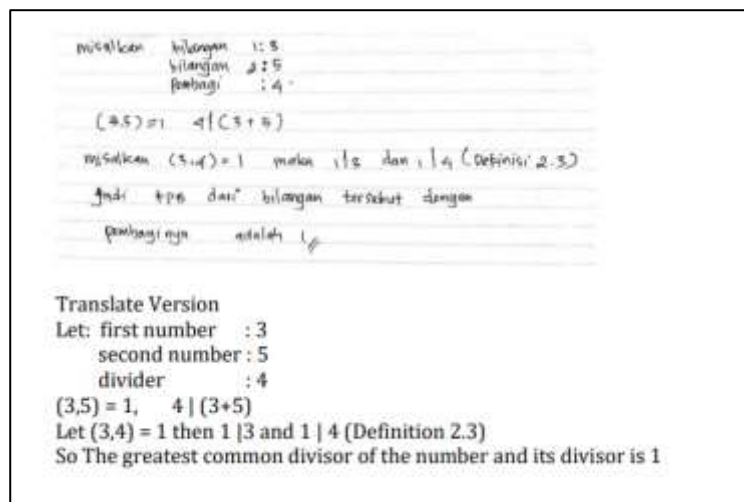 misalkan bilangan 1 : 3
bilangan 2 : 5
Pembagi : 4
(3.5) = 1 4 | (3 + 5)
misalkan (3.4) = 1 maka 1 | 3 dan 1 | 4 (Definisi 2.3)
Jadi FPB dari bilangan tersebut dengan
pembaginya adalah 1
Translate Version
Let: first number : 3
second number : 5
divider : 4
(3,5) = 1, 4 | (3+5)
Let (3,4) = 1 then 1 |3 and 1 | 4 (Definition 2.3)
So The greatest common divisor of the number and its divisor is 1